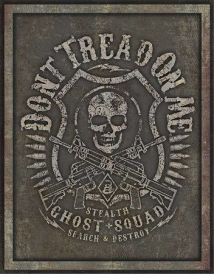 DON'T TREAD ON ME
STEALTH
GHOST SQUAD
SEARCH & DESTROY